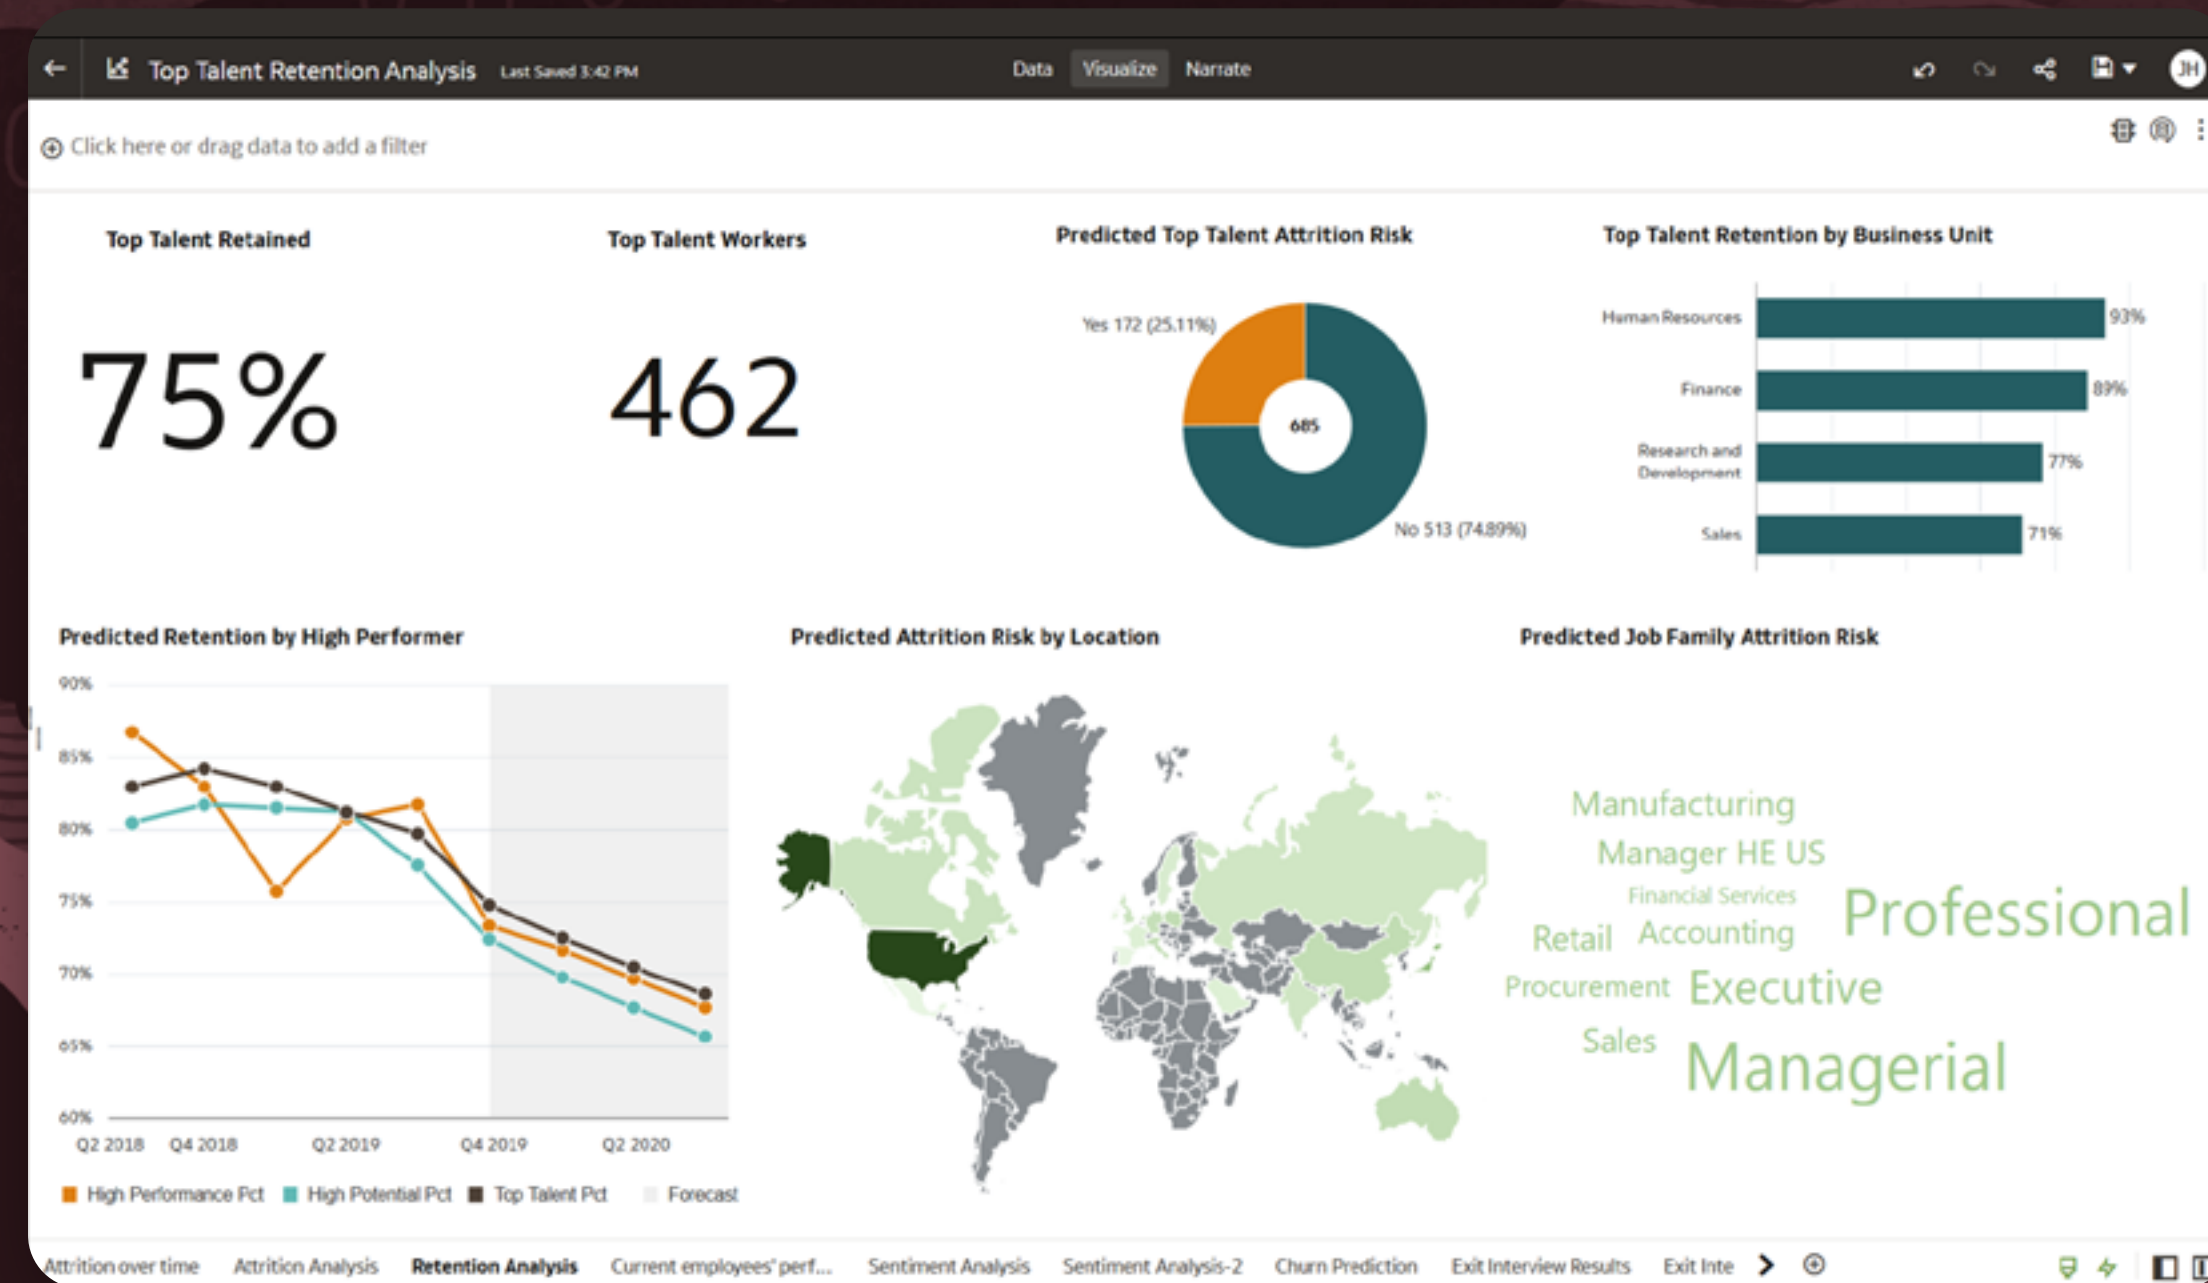 Top Talent Retention Analysis Last Saved 3:42 PM
Data Visualize Narrate
JH
Click here or drag data to add a filter
Top Talent Retained
75%
Top Talent Workers
462
Predicted Top Talent Attrition Risk
Yes 172 (25.11%)
685
No 513 (74.89%)
Top Talent Retention by Business Unit
Human Resources 93%
Finance 89%
Research and
Development
77%
Sales 71%
Predicted Retention by High Performer
90%
85%
80%
75%
70%
65%
60%
Q2 2018 Q4 2018 Q2 2019 Q4 2019 Q2 2020
High Performance Pct High Potential Pct Top Talent Pct Forecast
Predicted Attrition Risk by Location
Predicted Job Family Attrition Risk
Manufacturing
Manager HE US
Financial Services
Professional
Retail Accounting
Procurement Executive
Sales
Managerial
Attrition over time Attrition Analysis Retention Analysis Current employees' perf... Sentiment Analysis Sentiment Analysis-2 Churn Prediction Exit Interview Results Exit Inte